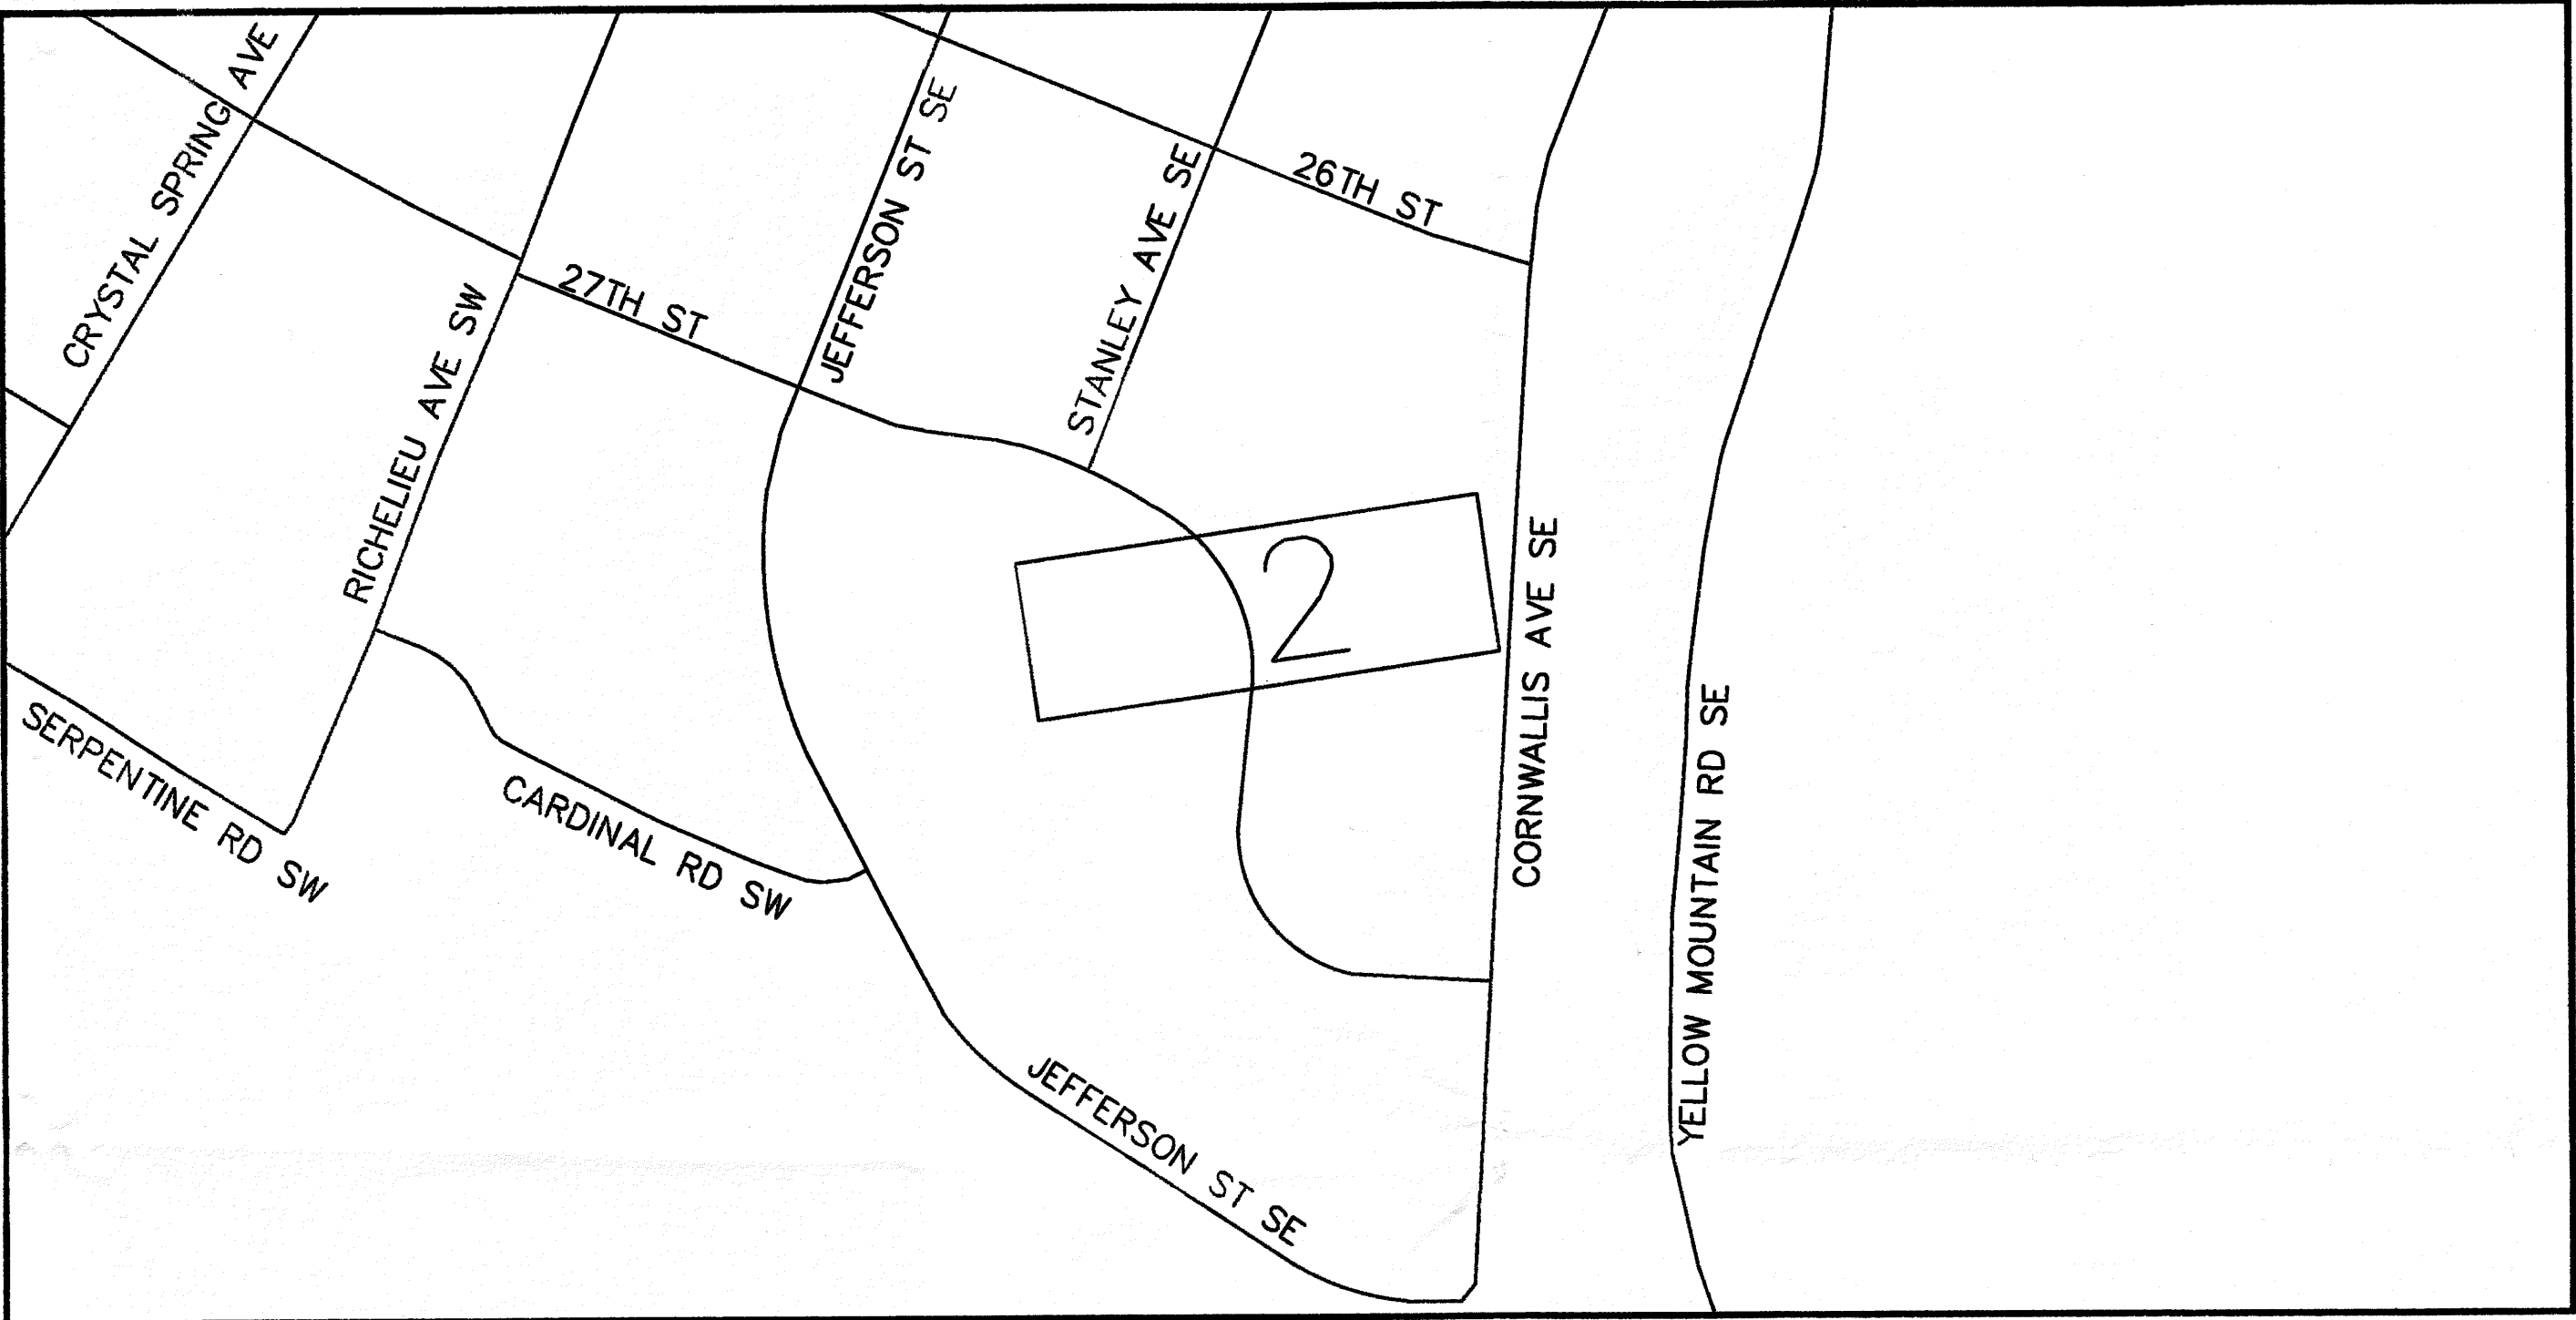 CRYSTAL SPRING AVE
RICHELIEU AVE SW
27TH ST
JEFFERSON ST SE
STANLEY AVE SE
26TH ST
2
CORNWALLIS AVE SE
YELLOW MOUNTAIN RD SE
SERPENTINE RD SW
CARDINAL RD SW
JEFFERSON ST SE